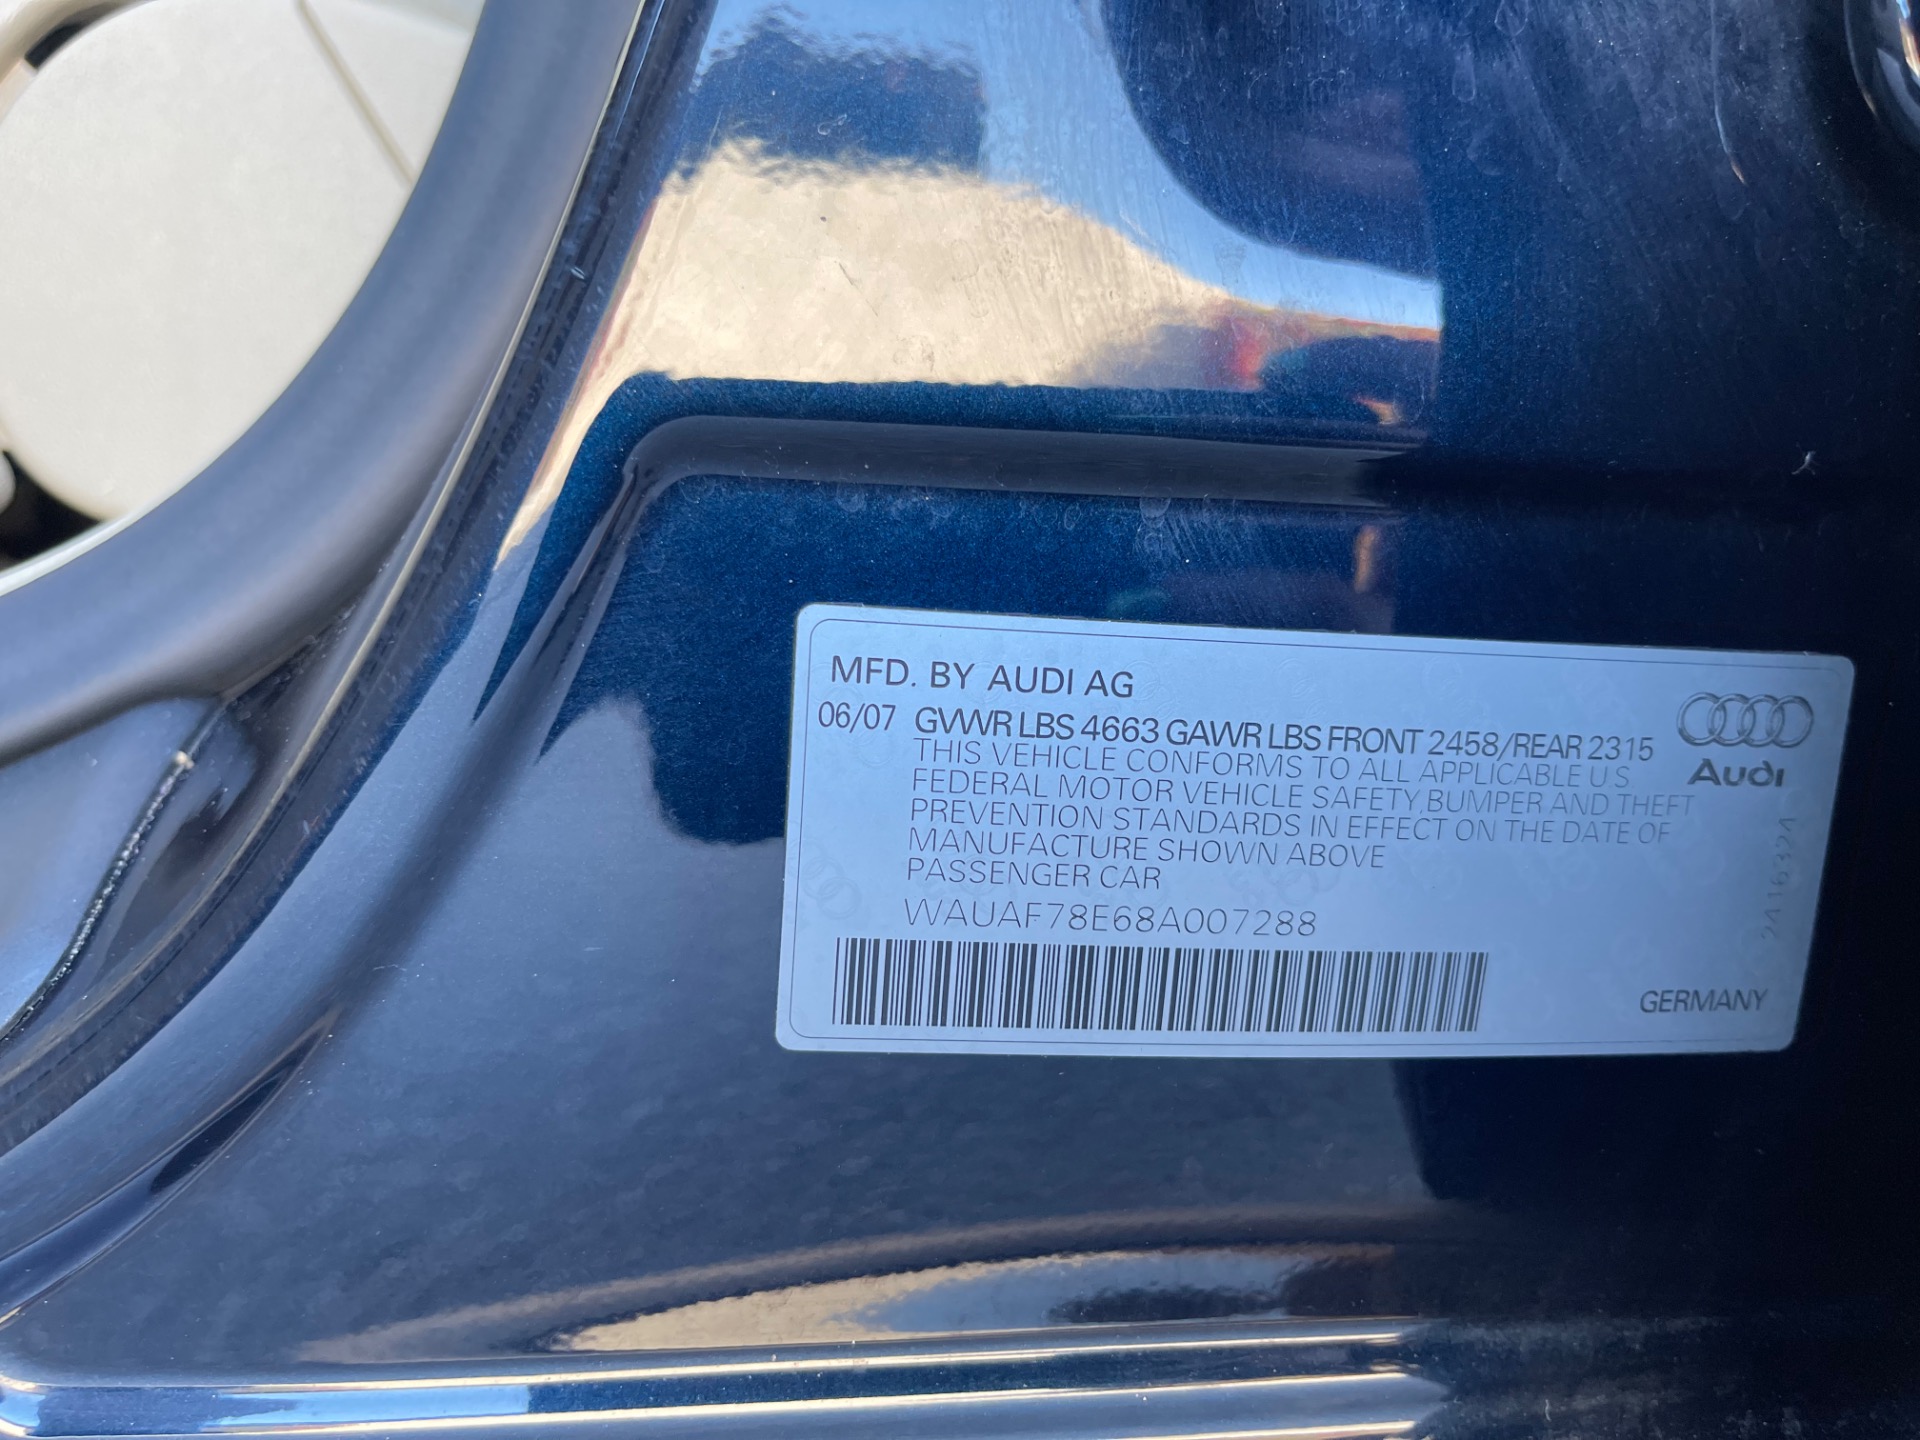 MFD. BY AUDI AG
06/07 GVWR LBS 4663 GAWR LBS FRONT 2458/REAR 2315
THIS VEHICLE CONFORMS TO ALL APPLICABLE U.S.
FEDERAL MOTOR VEHICLE SAFETY, BUMPER AND THEFT
PREVENTION STANDARDS IN EFFECT ON THE DATE OF
MANUFACTURE SHOWN ABOVE
PASSENGER CAR
WAUAF78E68A007288
Audi
2416324
GERMANY